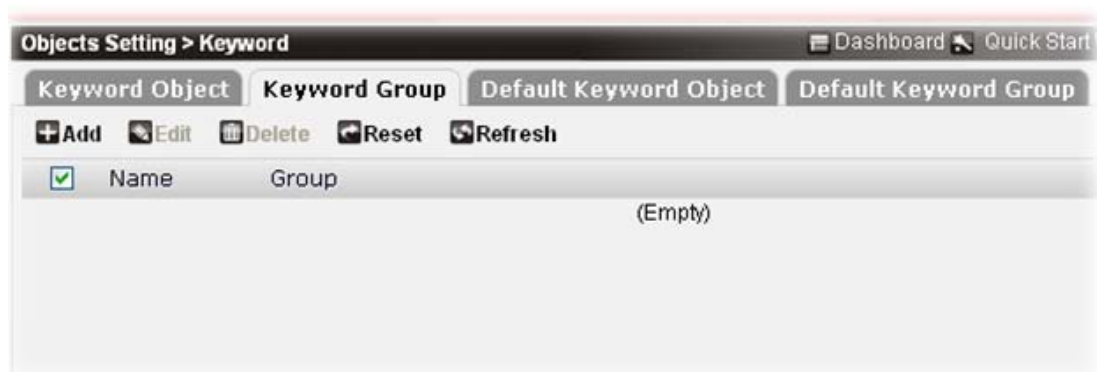 Objects Setting > Keyword Dashboard Quick Start
Keyword Object Keyword Group Default Keyword Object Default Keyword Group
Add Edit Delete Reset Refresh
Name Group
(Empty)